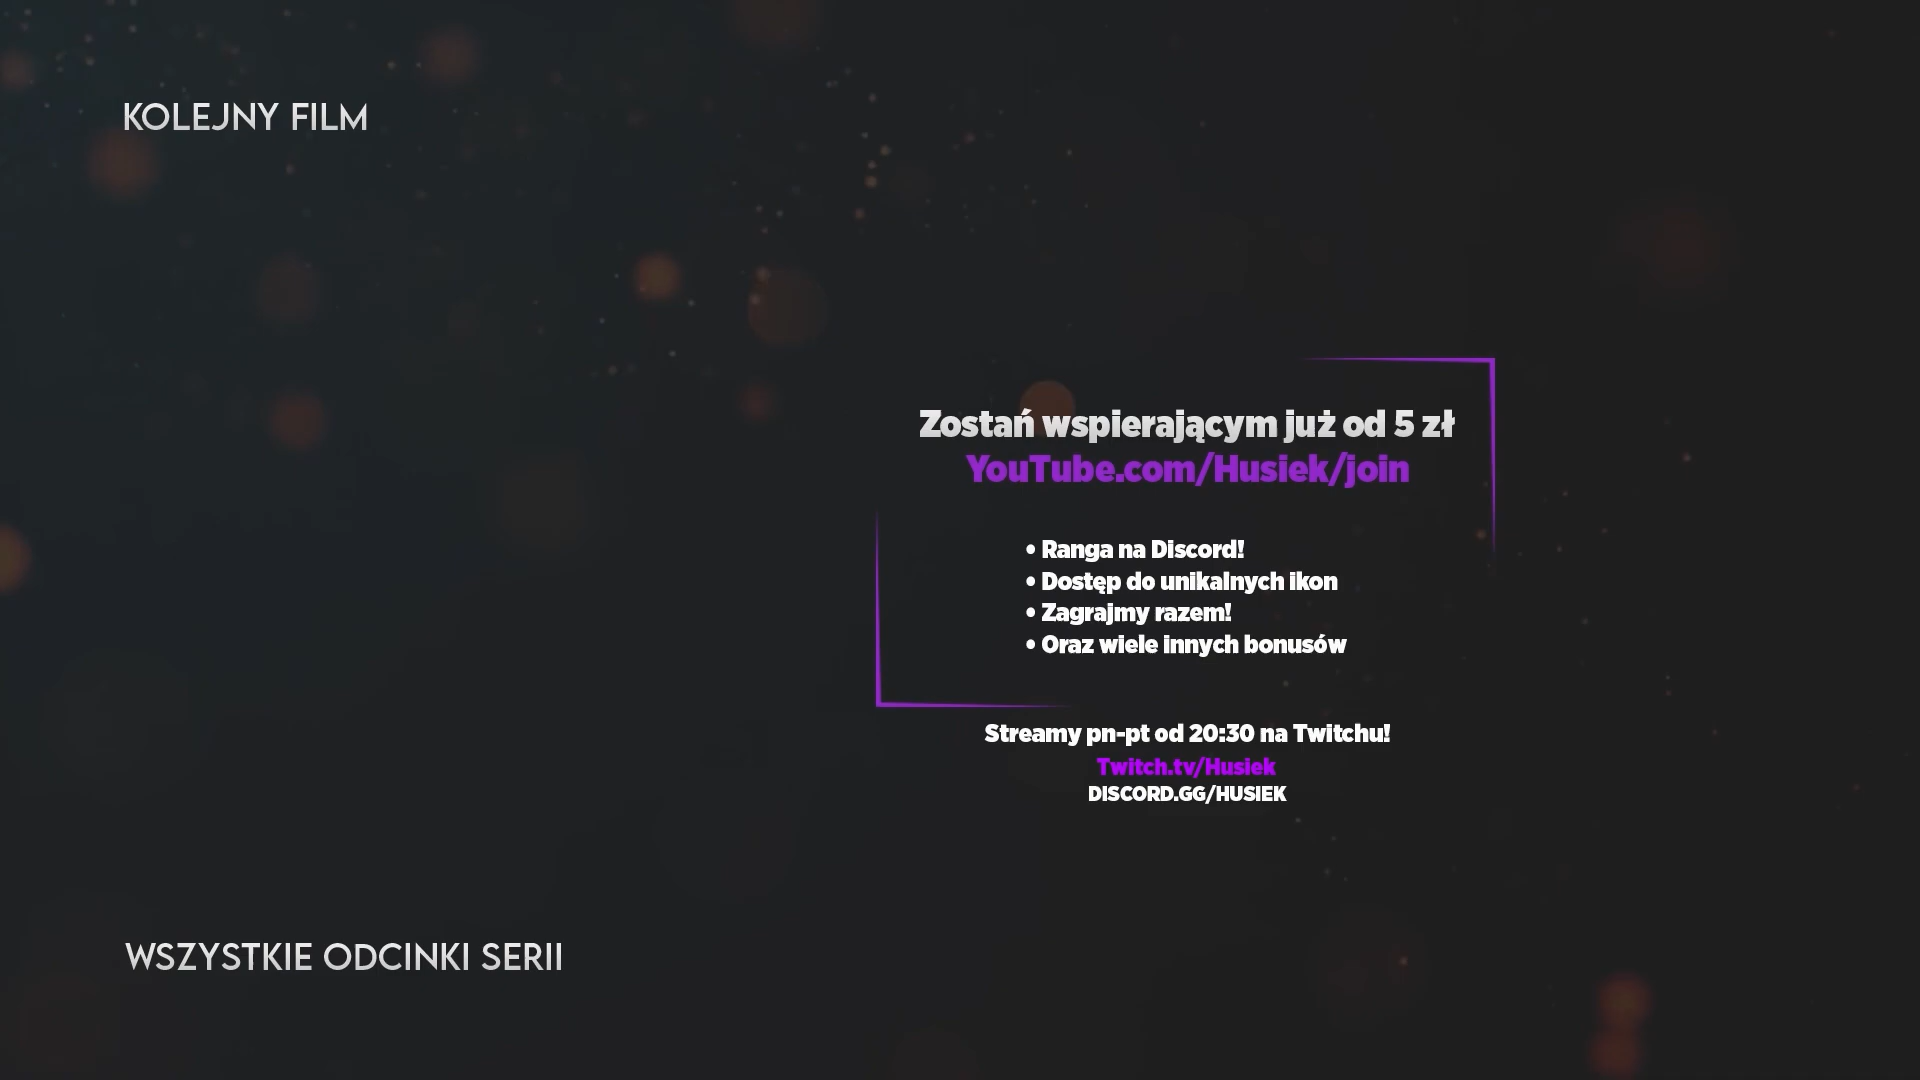 KOLEJNY FILM
Zostań wspierającym już od 5 zł
YouTube.com/Husiek/join
• Ranga na Discord!
• Dostęp do unikalnych ikon
• Zagrajmy razem!
• Oraz wiele innych bonusów
Streamy pn-pt od 20:30 na Twitchu!
Twitch.tv/Husiek
DISCORD.GG/HUSIEK
WSZYSTKIE ODCINKI SERII